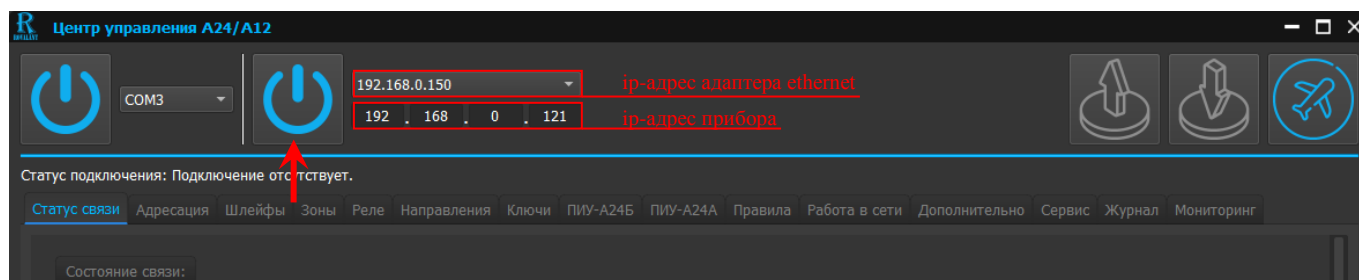 R Центр управления A24/A12
COM3
192.168.0.150
ip-адрес адаптера ethernet
192 . 168 . 0 . 121
ip-адрес прибора
Статус подключения: Подключение отсутствует.
Статус связи Адресация Шлейфы Зоны Реле Направления Ключи ПИУ-А24Б ПИУ-А24А Правила Работа в сети Дополнительно Сервис Журнал Мониторинг
Состояние связи: